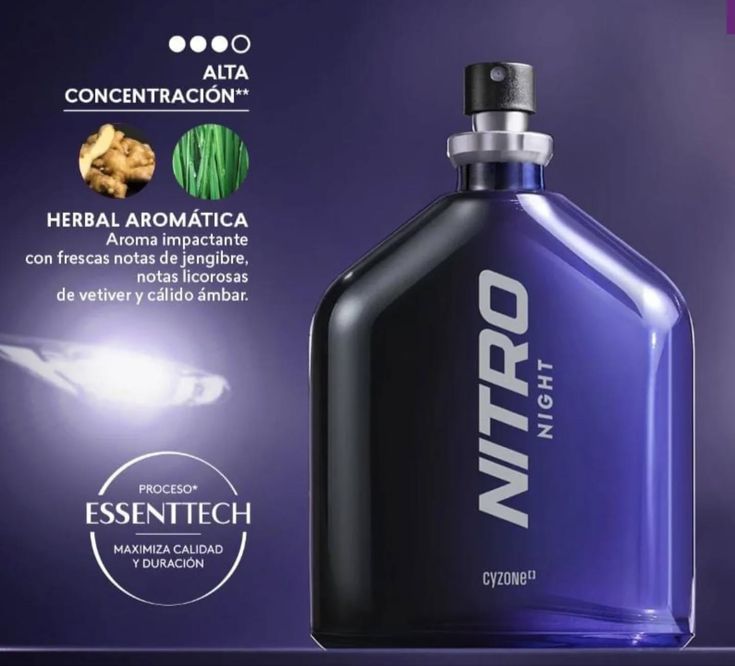 ALTA
CONCENTRACIÓN**
HERBAL AROMÁTICA
Aroma impactante
con frescas notas de jengibre,
notas licorosas
de vetiver y cálido ámbar.
PROCESO*
ESSENTTECH
MAXIMIZA CALIDAD
Y DURACIÓN
NITRO
NIGHT
cyzone[]